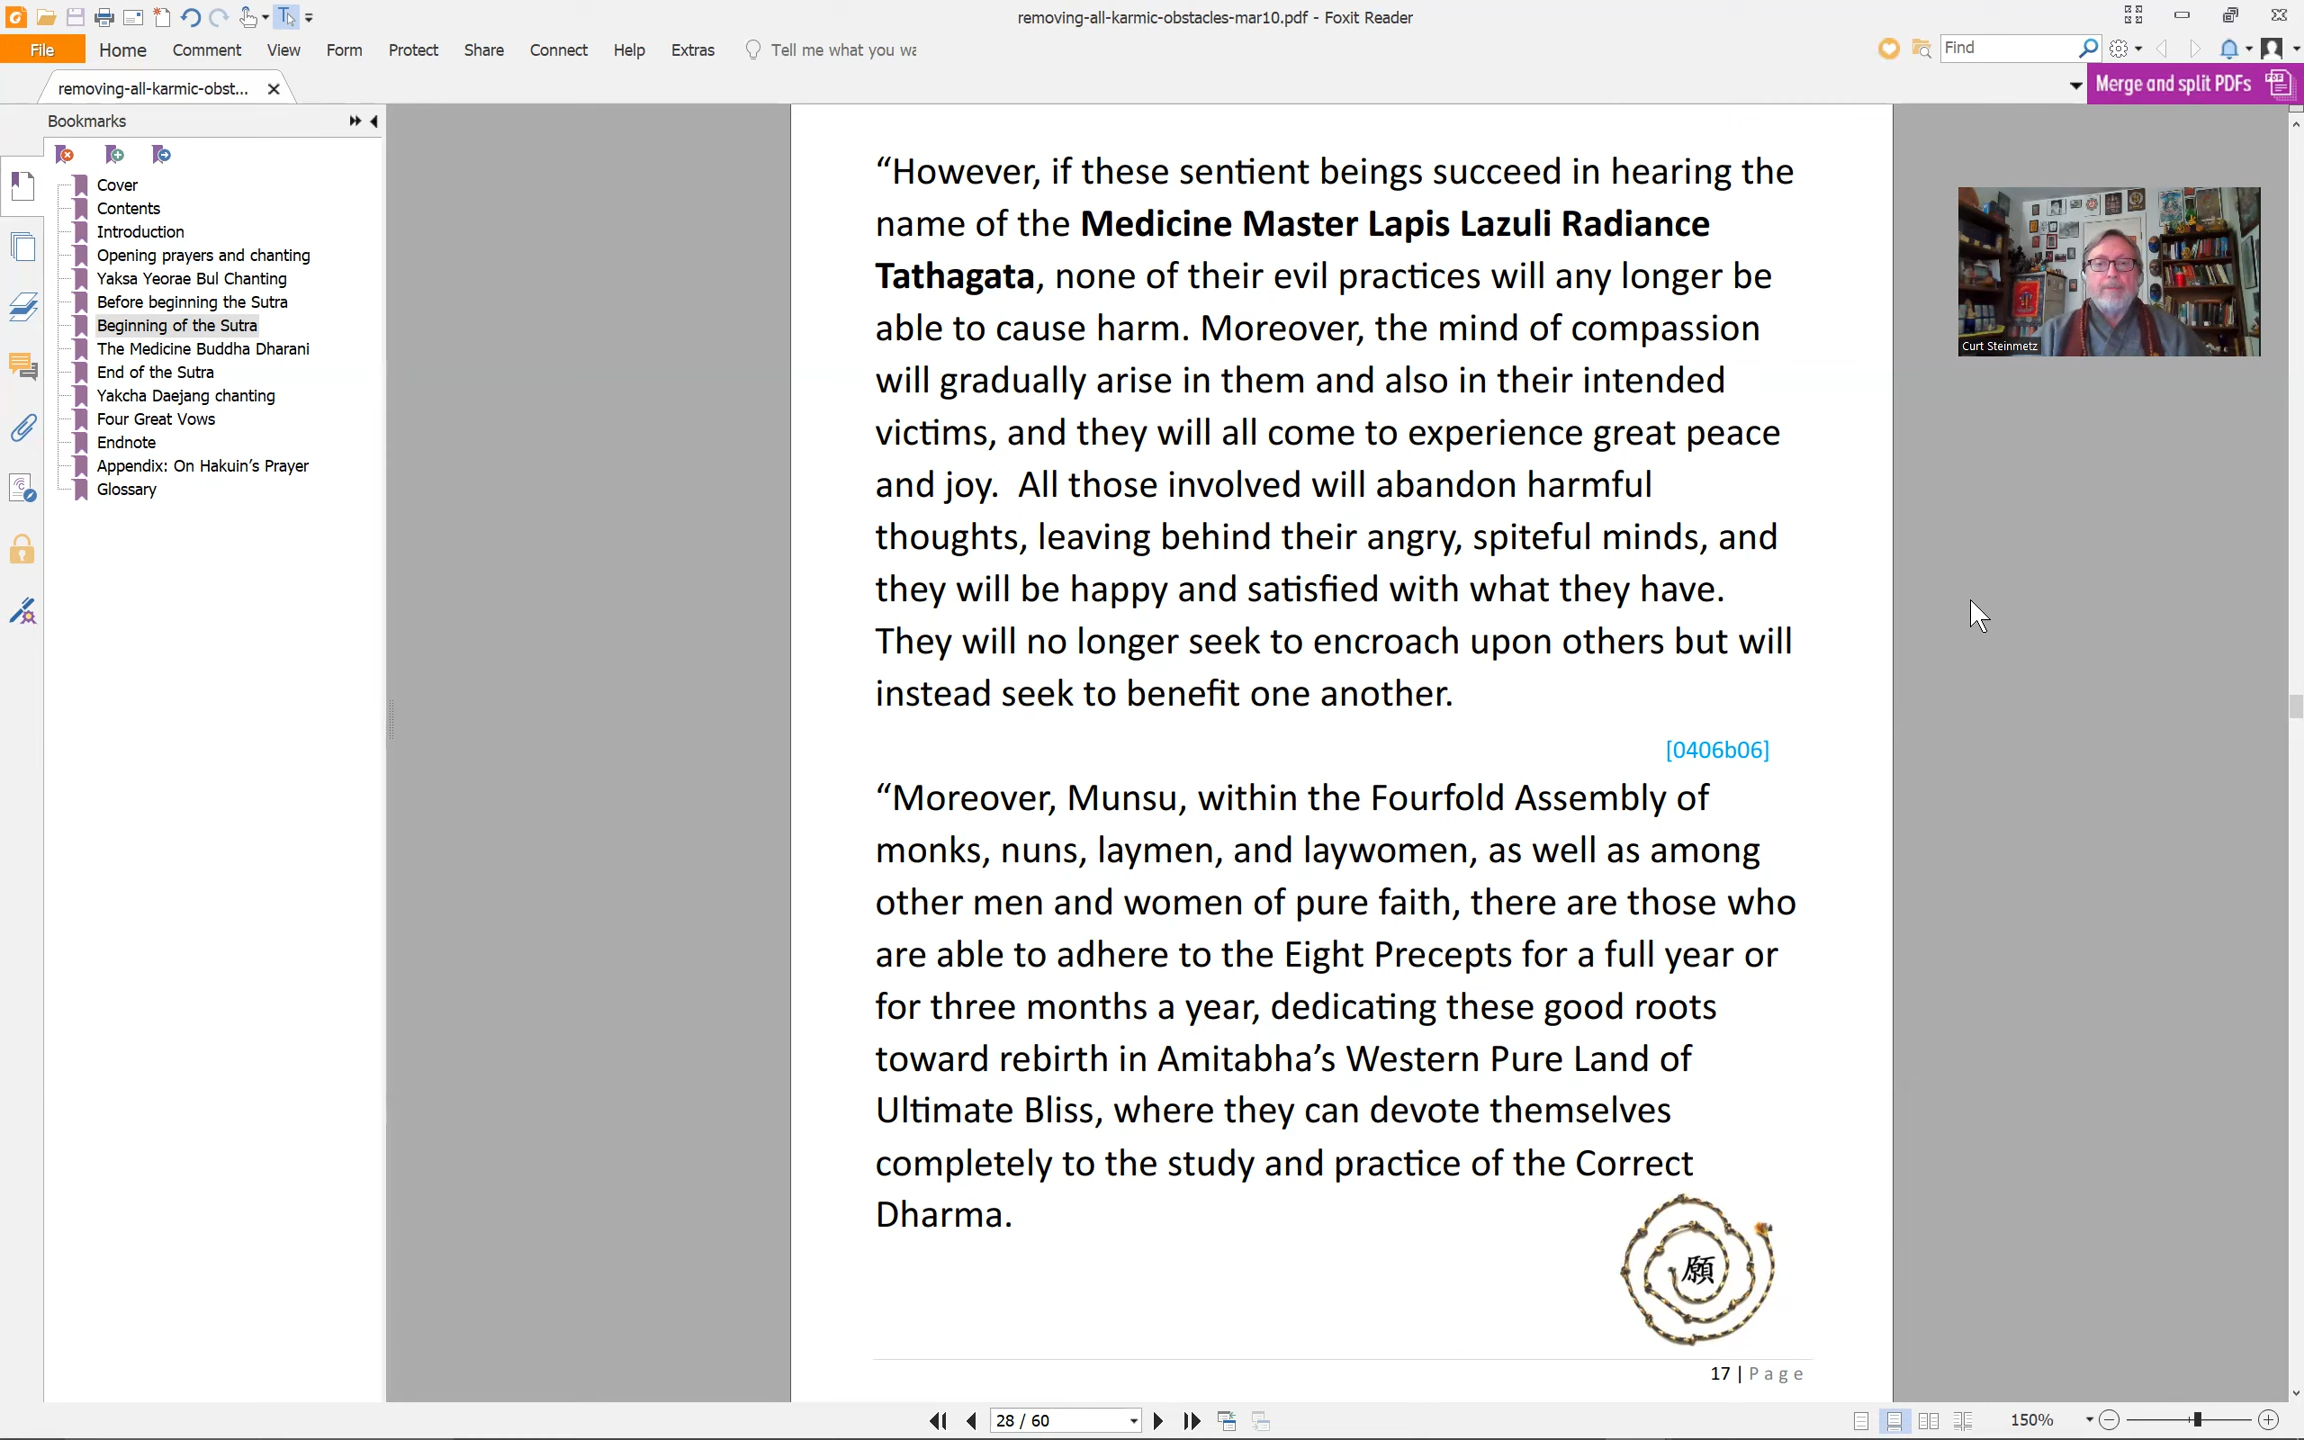 removing-all-karmic-obstacles-mar10.pdf - Foxit Reader
File Home Comment View Form Protect Share Connect Help Extras Tell me what you wa
Find
removing-all-karmic-obst...
Merge and split PDFs
Bookmarks
Cover
Contents
Introduction
Opening prayers and chanting
Yaksa Yeorae Bul Chanting
Before beginning the Sutra
Beginning of the Sutra
The Medicine Buddha Dharani
End of the Sutra
Yakcha Daejang chanting
Four Great Vows
Endnote
Appendix: On Hakuin’s Prayer
Glossary
“However, if these sentient beings succeed in hearing the
name of the Medicine Master Lapis Lazuli Radiance
Tathagata, none of their evil practices will any longer be
able to cause harm. Moreover, the mind of compassion
will gradually arise in them and also in their intended
victims, and they will all come to experience great peace
and joy.  All those involved will abandon harmful
thoughts, leaving behind their angry, spiteful minds, and
they will be happy and satisfied with what they have.
They will no longer seek to encroach upon others but will
instead seek to benefit one another.
[0406b06]
“Moreover, Munsu, within the Fourfold Assembly of
monks, nuns, laymen, and laywomen, as well as among
other men and women of pure faith, there are those who
are able to adhere to the Eight Precepts for a full year or
for three months a year, dedicating these good roots
toward rebirth in Amitabha’s Western Pure Land of
Ultimate Bliss, where they can devote themselves
completely to the study and practice of the Correct
Dharma.
願
17 | Page
Curt Steinmetz
28 / 60
150%